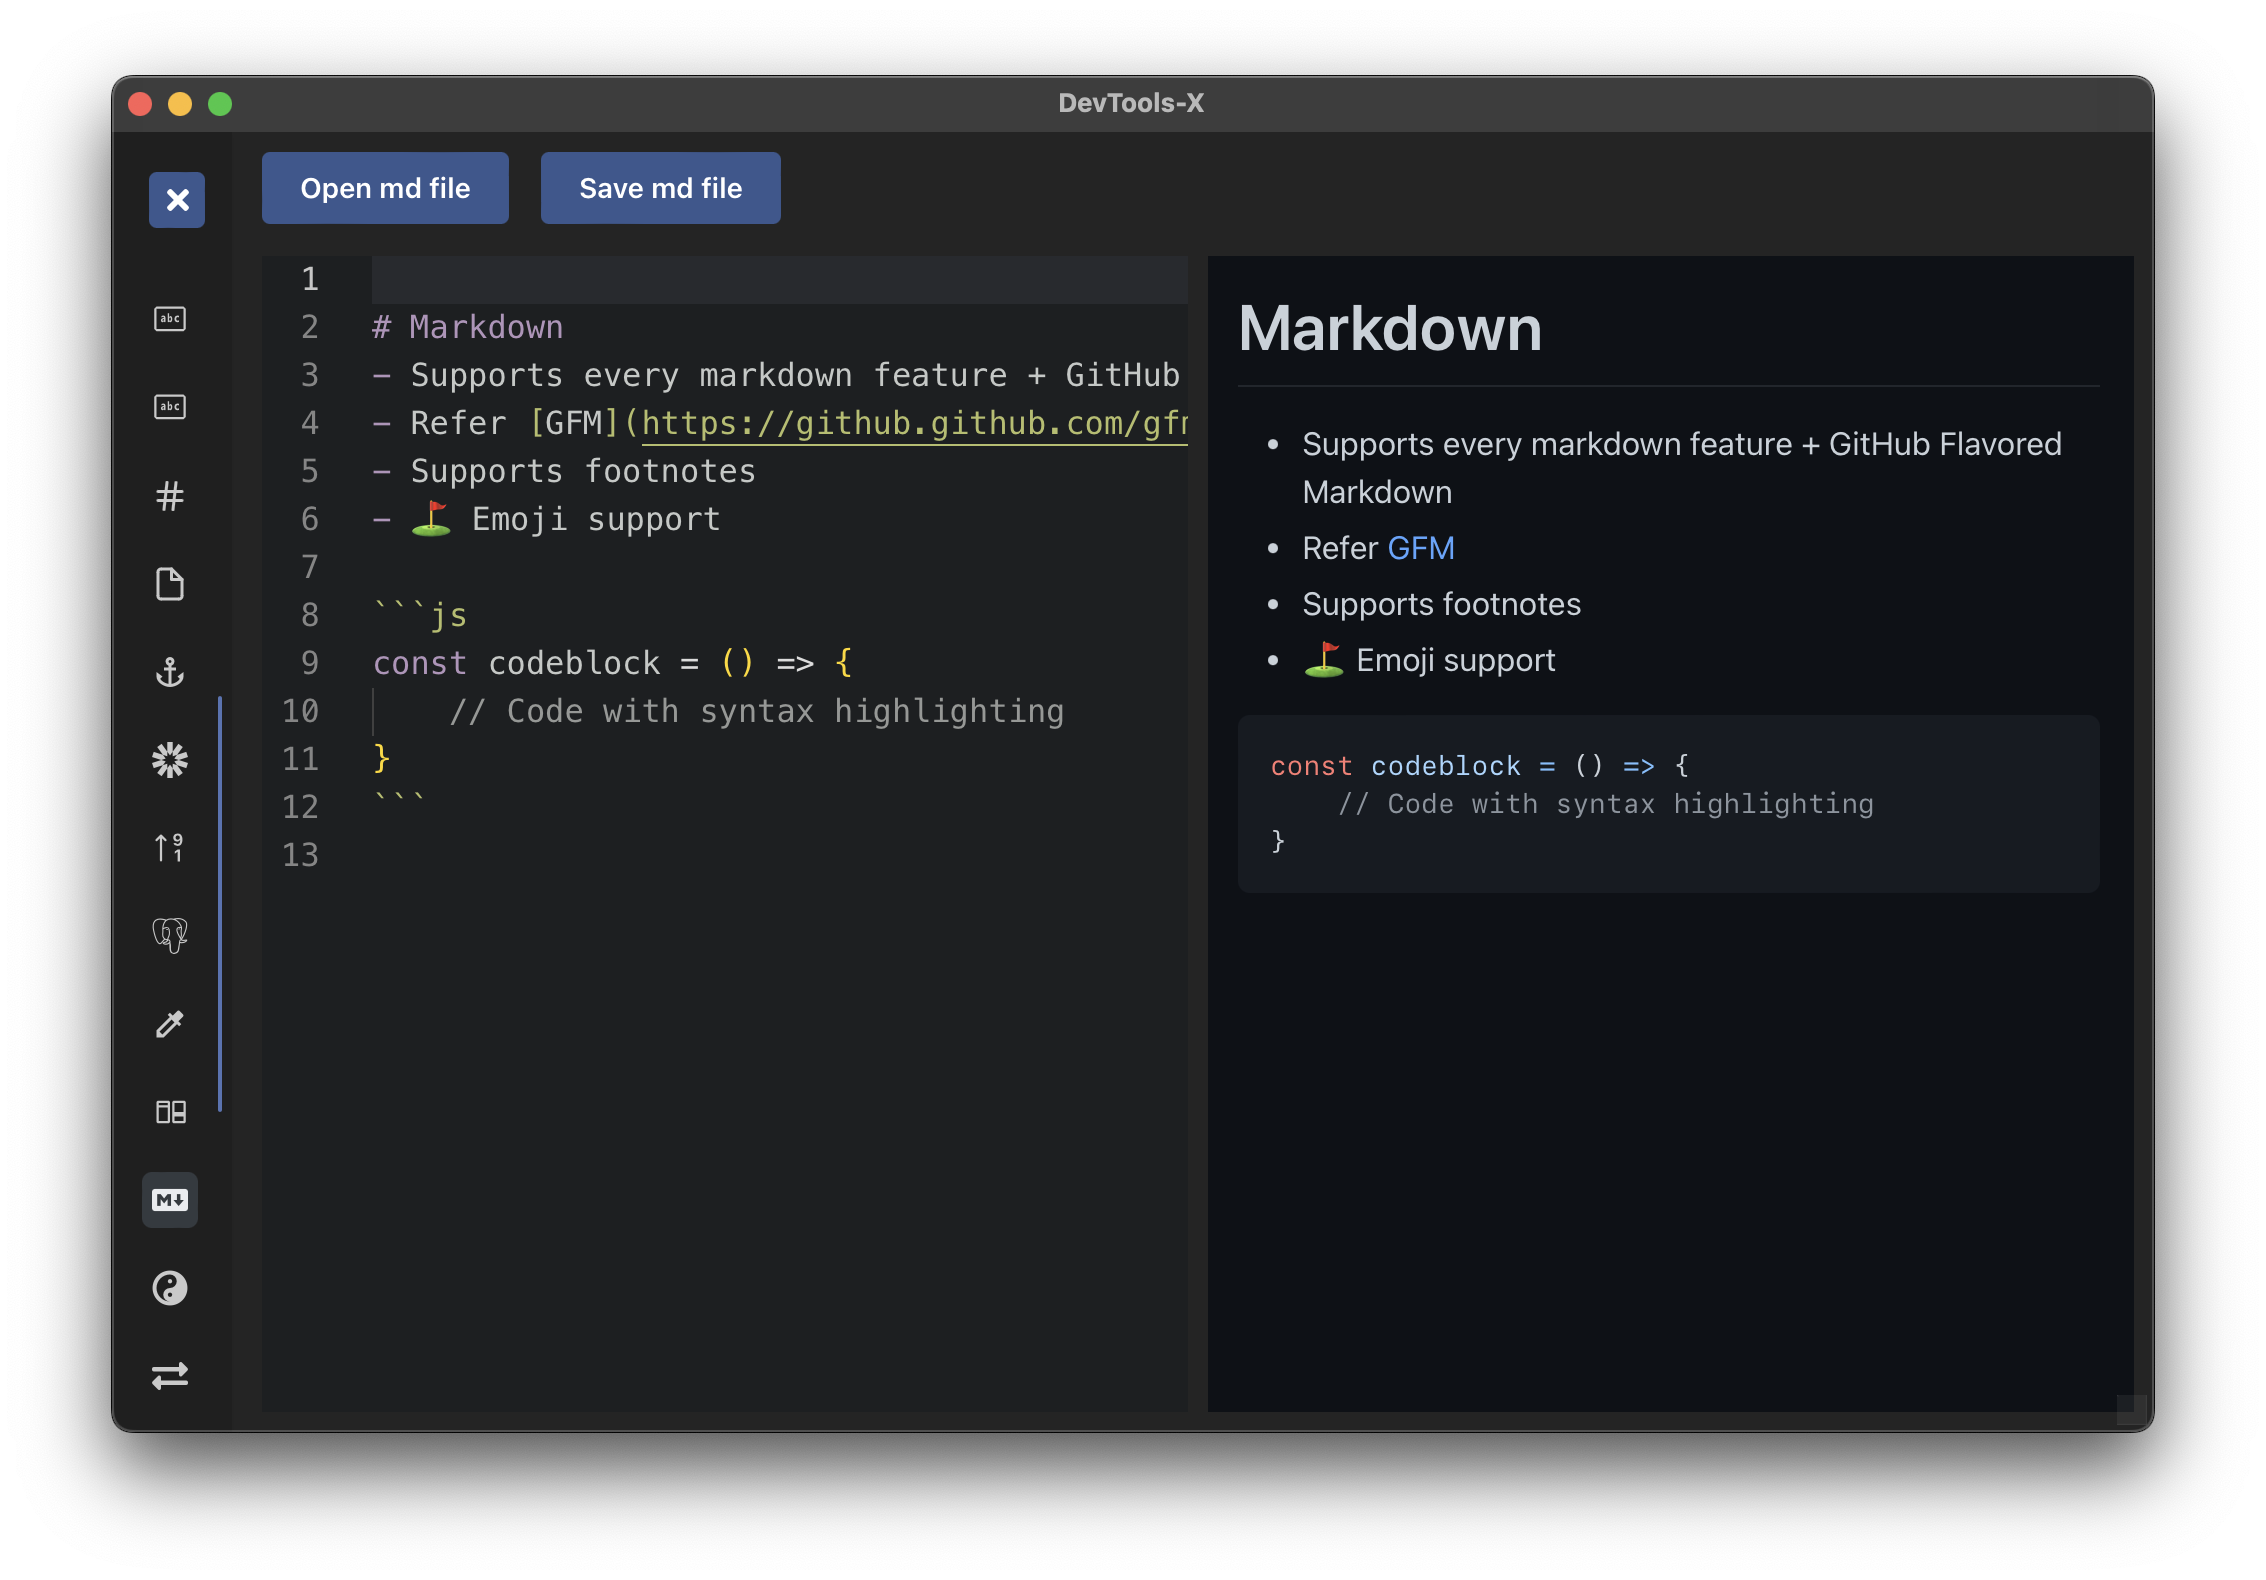 DevTools-X
Open md file
Save md file
abc
abc
9
1
M
1
2 # Markdown
3 - Supports every markdown feature + GitHub
4 - Refer [GFM](https://github.github.com/gfm
5 - Supports footnotes
6 - ⛳ Emoji support
7
8 ```js
9 const codeblock = () => {
10     // Code with syntax highlighting
11 }
12 ```
13
Markdown
• Supports every markdown feature + GitHub Flavored
Markdown
• Refer GFM
• Supports footnotes
• ⛳ Emoji support
const codeblock = () => {
    // Code with syntax highlighting
}